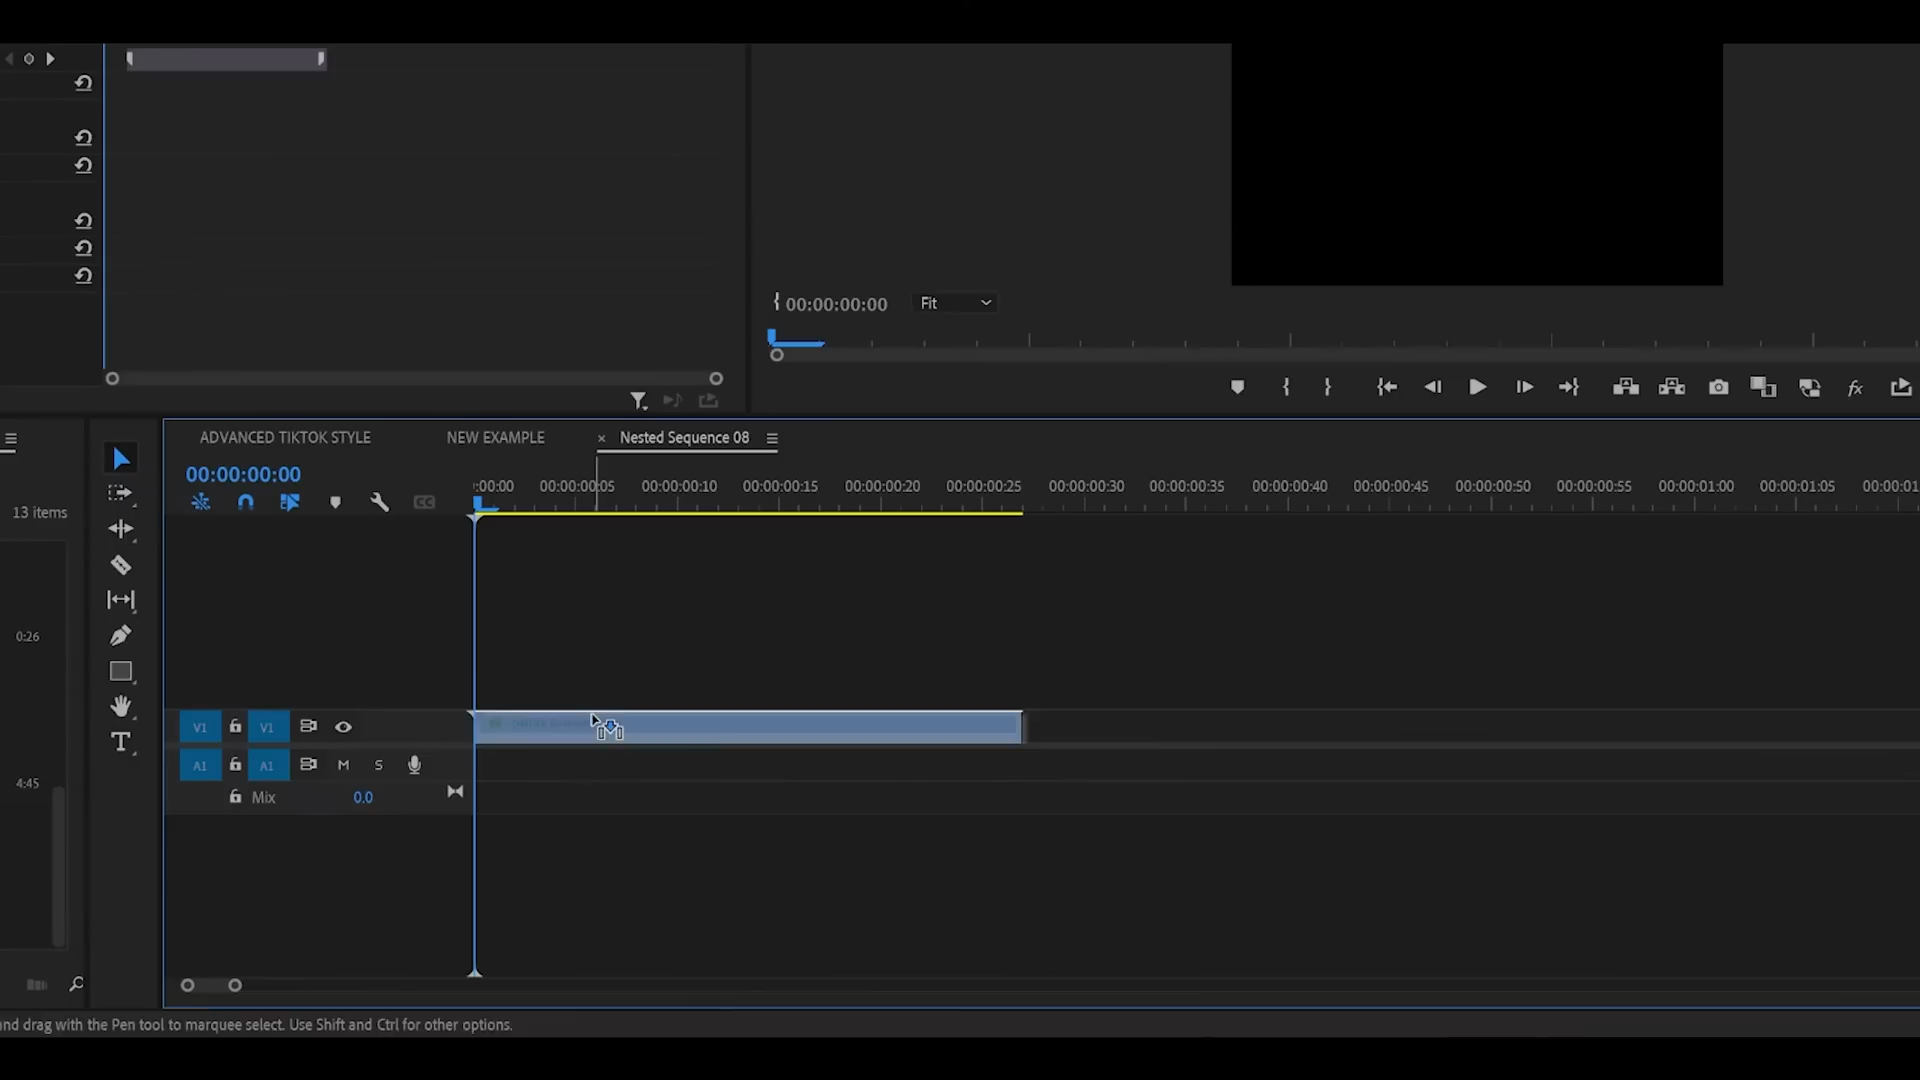 00:00:00:00
Fit
ADVANCED TIKTOK STYLE
NEW EXAMPLE
× Nested Sequence 08
00:00:00:00
:00:00
00:00:00:05
00:00:00:10
00:00:00:15
00:00:00:20
00:00:00:25
00:00:00:30
00:00:00:35
00:00:00:40
00:00:00:45
00:00:00:50
00:00:00:55
00:00:01:00
00:00:01:05
00:00:01
CC
fx
13 items
0:26
4:45
T
V1 V1
A1 A1 M S
Mix 0.0
nd drag with the Pen tool to marquee select. Use Shift and Ctrl for other options.